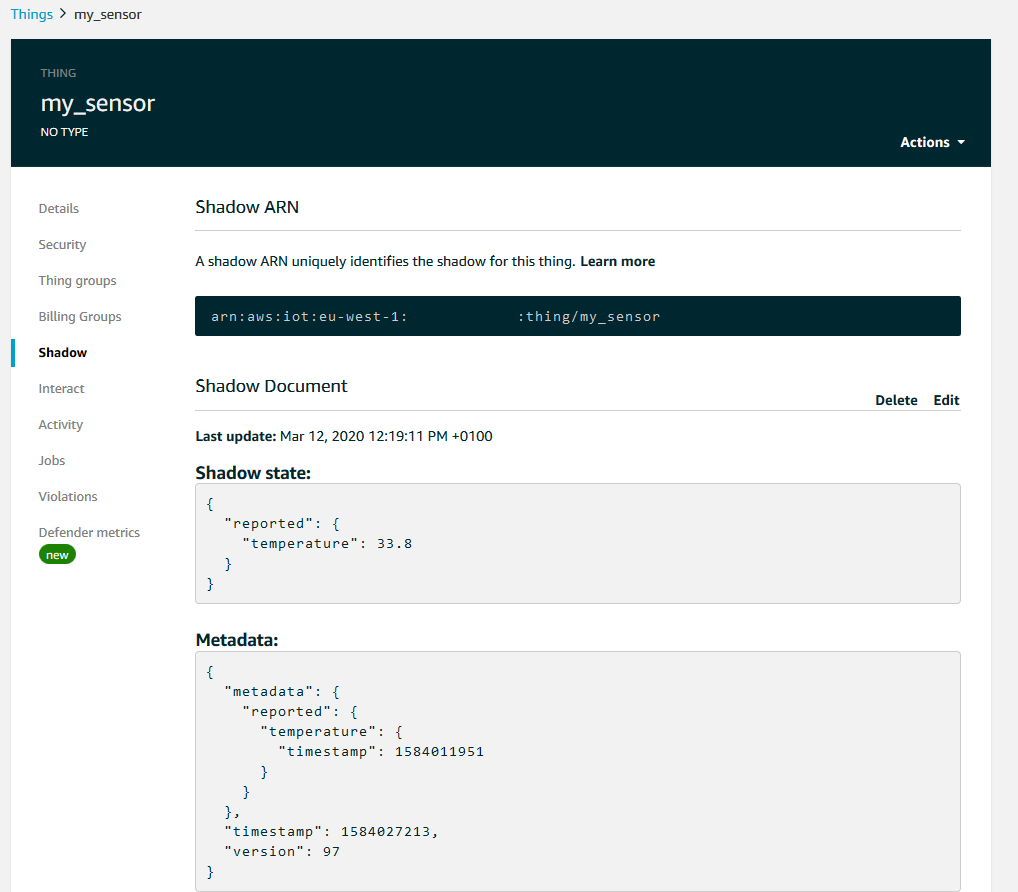 Things > my_sensor
THING
my_sensor
NO TYPE
Actions
Details
Security
Thing groups
Billing Groups
Shadow
Interact
Activity
Jobs
Violations
Defender metrics
new
Shadow ARN
A shadow ARN uniquely identifies the shadow for this thing. Learn more
arn:aws:iot:eu-west-1: :thing/my_sensor
Shadow Document
Delete Edit
Last update: Mar 12, 2020 12:19:11 PM +0100
Shadow state:
{
"reported": {
"temperature": 33.8
}
}
Metadata:
{
"metadata": {
"reported": {
"temperature": {
"timestamp": 1584011951
}
}
},
"timestamp": 1584027213,
"version": 97
}